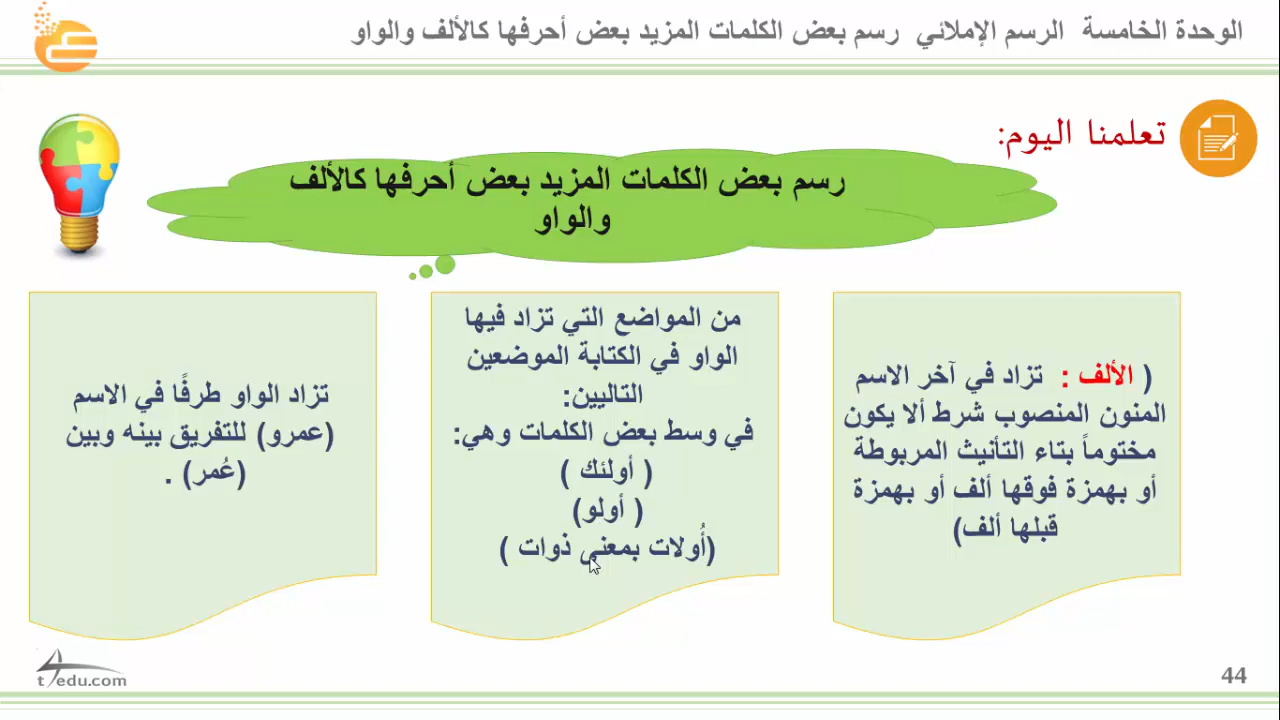 الوحدة الخامسة الرسم الإملائي رسم بعض الكلمات المزيد بعض أحرفها كالألف والواو
تعلمنا اليوم:
رسم بعض الكلمات المزيد بعض أحرفها كالألف
والواو
( الألف : تزاد في آخر الاسم
المنون المنصوب شرط ألا يكون
مختوماً بتاء التأنيث المربوطة
أو بهمزة فوقها ألف أو بهمزة
قبلها ألف)
من المواضع التي تزاد فيها
الواو في الكتابة الموضعين
التاليين:
في وسط بعض الكلمات وهي:
( أولئك )
( أولو)
(أُولات بمعنى ذوات )
تزاد الواو طرفًا في الاسم
(عمرو) للتفريق بينه وبين
(عُمر) .
t4edu.com
44